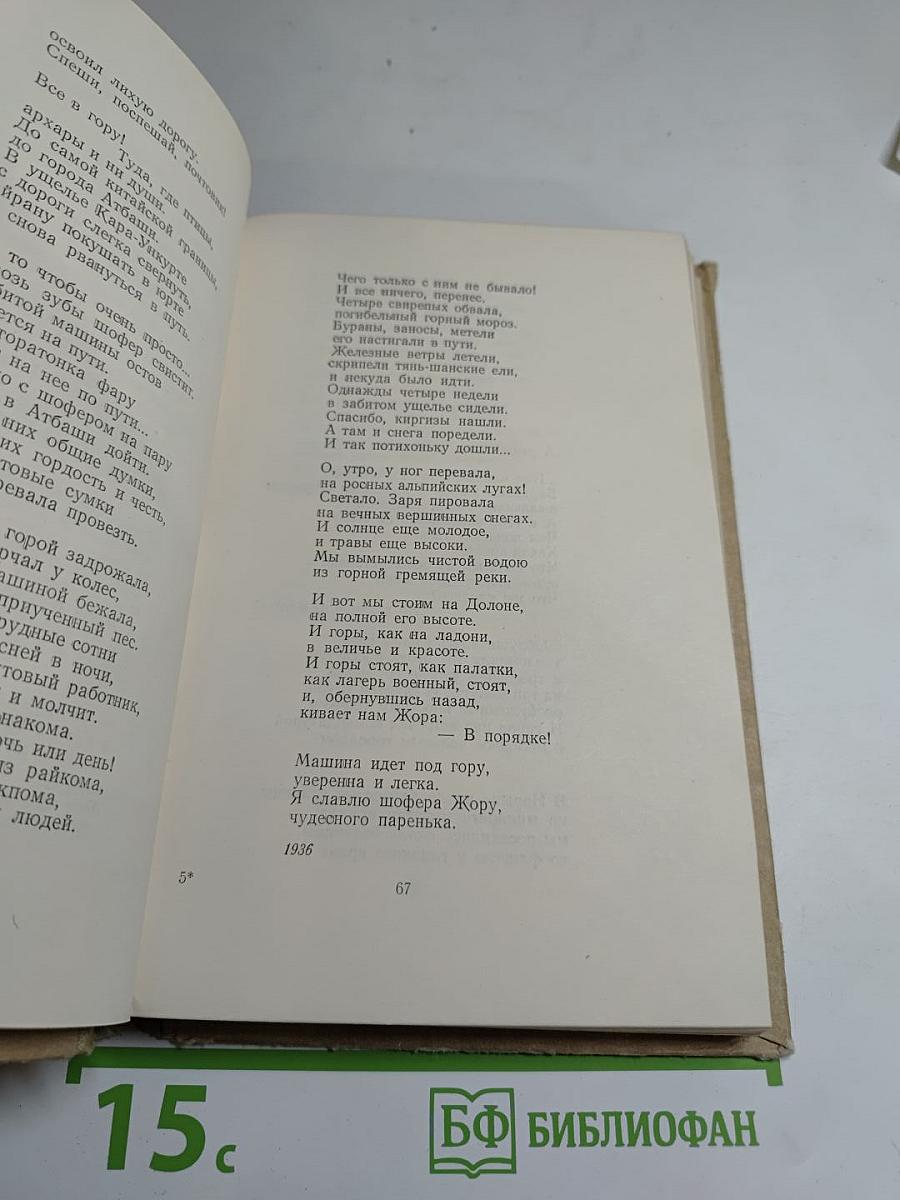 освоил лихую дорогу.
Спеши, поспешай, почтовик!
Все в гору! Туда, где птицы,
архары и ни души.
До самой китайской границы,
до города Атбаши.
В ущелье Кара-Ункурте
с дороги слегка свернуть,
йрану покушать в юрте
снова рвануться в путь.
то чтобы очень просто...
розь зубы шофер свистит.
битой машины остов
ется на пути.
торатонка фару
на нее по пути...
о с шофером на пару
в Атбаши дойти.
них общие думки,
их гордость и честь,
товые сумки
ревала провезть.
горой задрожала,
рчал у колес,
ашиной бежала,
приученный пес.
рудные сотни
сней в ночи,
товый работник,
и молчит.
накома.
очь или день!
из райкома,
кпома,
людей.
Чего только с ним не бывало!
И все ничего, перенес.
Четыре свирепых обвала,
погибельный горный мороз.
Бураны, заносы, метели
его настигали в пути.
Железные ветры летели,
скрипели тянь-шанские ели,
и некуда было идти.
Однажды четыре недели
в забитом ущелье сидели.
Спасибо, киргизы нашли.
А там и снега поредели.
И так потихоньку дошли...
О, утро, у ног перевала,
на росных альпийских лугах!
Светало. Заря пировала
на вечных вершинных снегах.
И солнце еще молодое,
и травы еще высоки.
Мы вымылись чистой водою
из горной гремящей реки.
И вот мы стоим на Долоне,
на полной его высоте.
И горы, как на ладони,
в величье и красоте.
И горы стоят, как палатки,
как лагерь военный, стоят,
и, обернувшись назад,
кивает нам Жора:
— В порядке!
Машина идет под гору,
уверенна и легка.
Я славлю шофера Жору,
чудесного паренька.
1936
5*
67
15 с
БФ БИБЛИОФАН